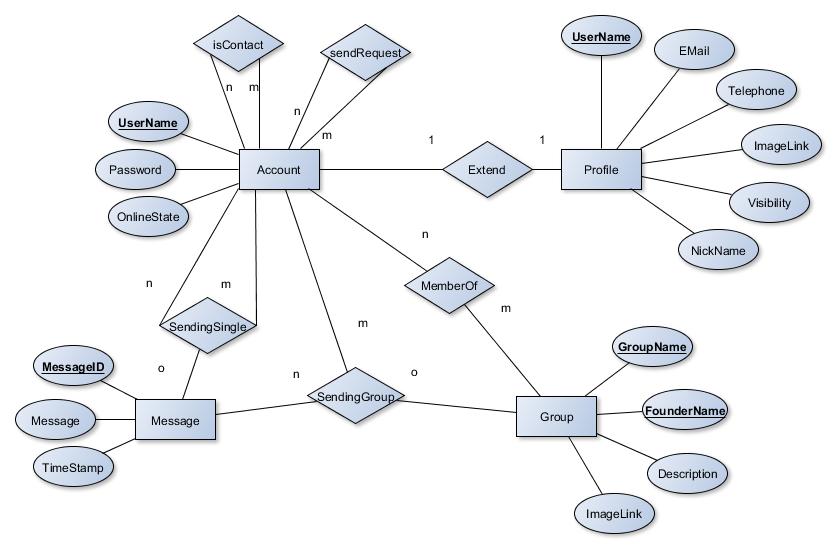 isContact
sendRequest
UserName
EMail
Telephone
ImageLink
Visibility
NickName
n
m
n
m
UserName
Password
OnlineState
Account
1
Extend
1
Profile
n
m
n
MemberOf
m
SendingSingle
m
o
n
o
SendingGroup
MessageID
Message
TimeStamp
Message
Group
GroupName
FounderName
Description
ImageLink